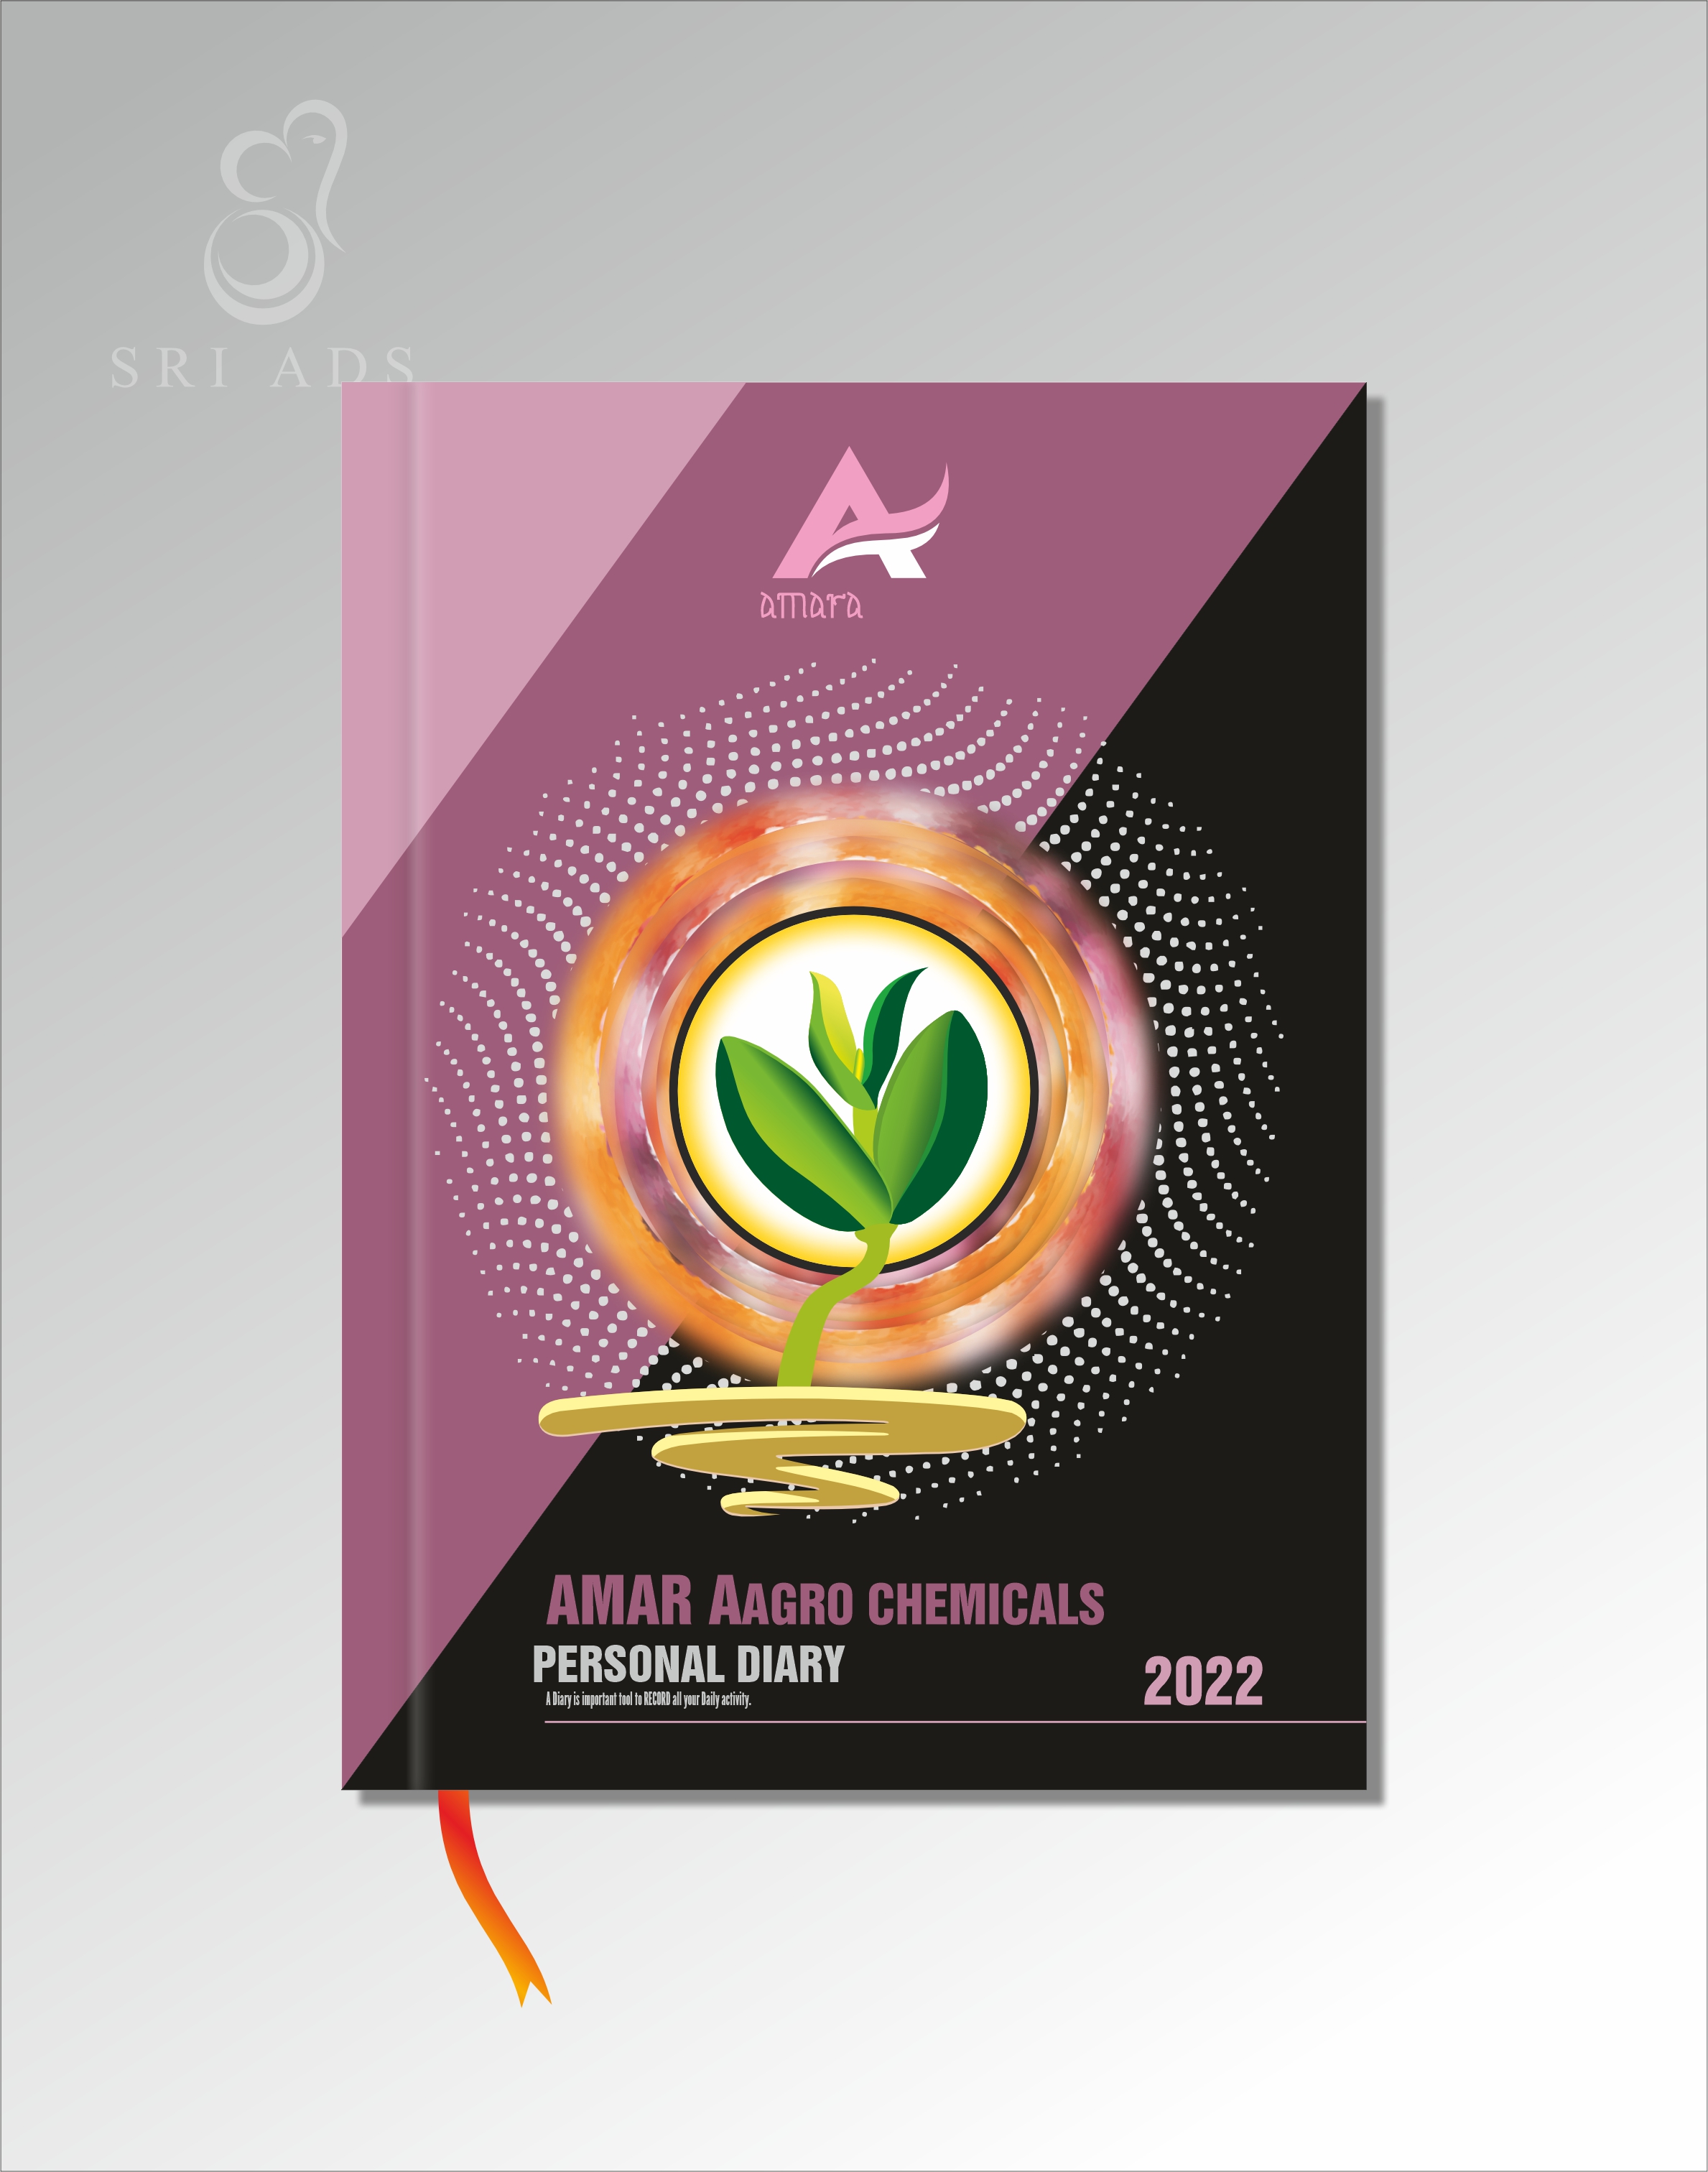 SRI ADS
amara
AMAR AAGRO CHEMICALS
PERSONAL DIARY
A Diary is important tool to RECORD all your Daily activity.
2022